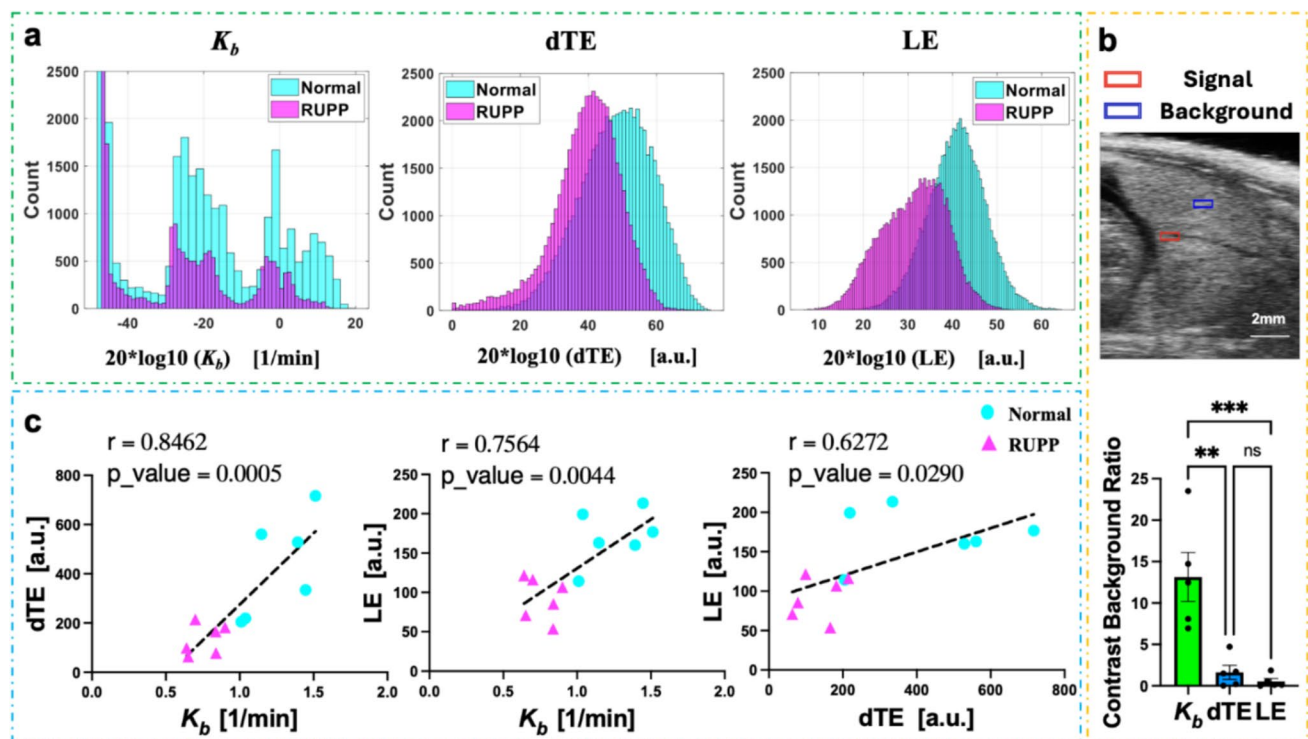 a
K_b
2500
2000
1500
1000
500
0
Count
Normal
RUPP
-40
-20
0
20
20*log10 (K_b) [1/min]
dTE
2500
2000
1500
1000
500
0
Count
Normal
RUPP
0
20
40
60
20*log10 (dTE) [a.u.]
LE
2500
2000
1500
1000
500
0
Count
Normal
RUPP
10
20
30
40
50
60
20*log10 (LE) [a.u.]
b
Signal
Background
2mm
***
**
ns
Contrast Background Ratio
25
20
15
10
5
0
K_b
dTE
LE
c
r = 0.8462
p_value = 0.0005
dTE [a.u.]
800
600
400
200
0
0.0
0.5
1.0
1.5
2.0
K_b [1/min]
r = 0.7564
p_value = 0.0044
LE [a.u.]
250
200
150
100
50
0
0.0
0.5
1.0
1.5
2.0
K_b [1/min]
r = 0.6272
p_value = 0.0290
Normal
RUPP
LE [a.u.]
250
200
150
100
50
0
0
200
400
600
800
dTE [a.u.]